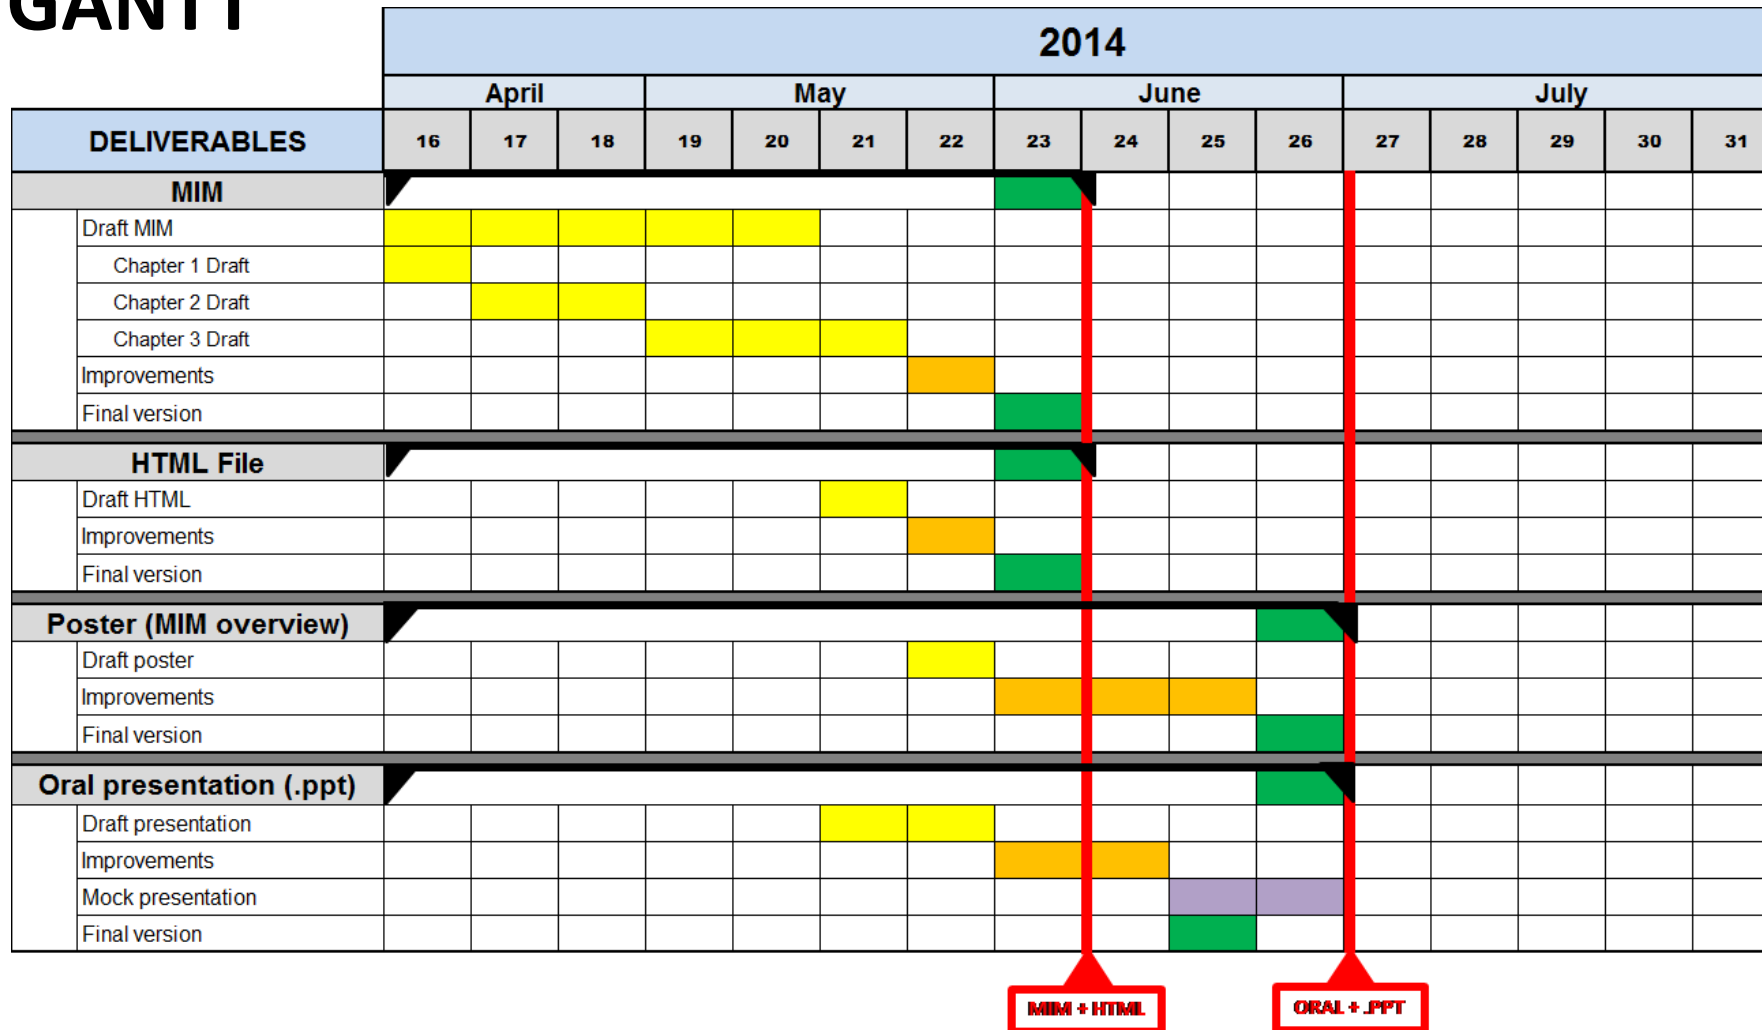 GANTT
2014
April May June July
DELIVERABLES 16 17 18 19 20 21 22 23 24 25 26 27 28 29 30 31
MIM
Draft MIM
Chapter 1 Draft
Chapter 2 Draft
Chapter 3 Draft
Improvements
Final version
HTML File
Draft HTML
Improvements
Final version
Poster (MIM overview)
Draft poster
Improvements
Final version
Oral presentation (.ppt)
Draft presentation
Improvements
Mock presentation
Final version
MIM + HTML
ORAL + .PPT